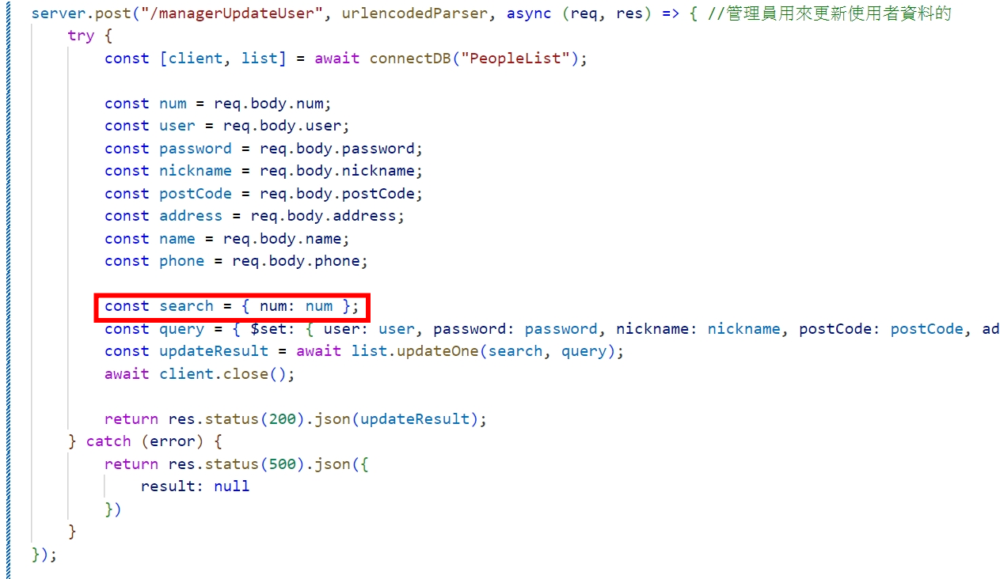 server.post("/managerUpdateUser", urlencodedParser, async (req, res) => { //管理員用來更新使用者資料的
try {
const [client, list] = await connectDB("PeopleList");
const num = req.body.num;
const user = req.body.user;
const password = req.body.password;
const nickname = req.body.nickname;
const postCode = req.body.postCode;
const address = req.body.address;
const name = req.body.name;
const phone = req.body.phone;
const search = { num: num };
const query = { $set: { user: user, password: password, nickname: nickname, postCode: postCode, ad
const updateResult = await list.updateOne(search, query);
await client.close();
return res.status(200).json(updateResult);
} catch (error) {
return res.status(500).json({
result: null
})
}
});